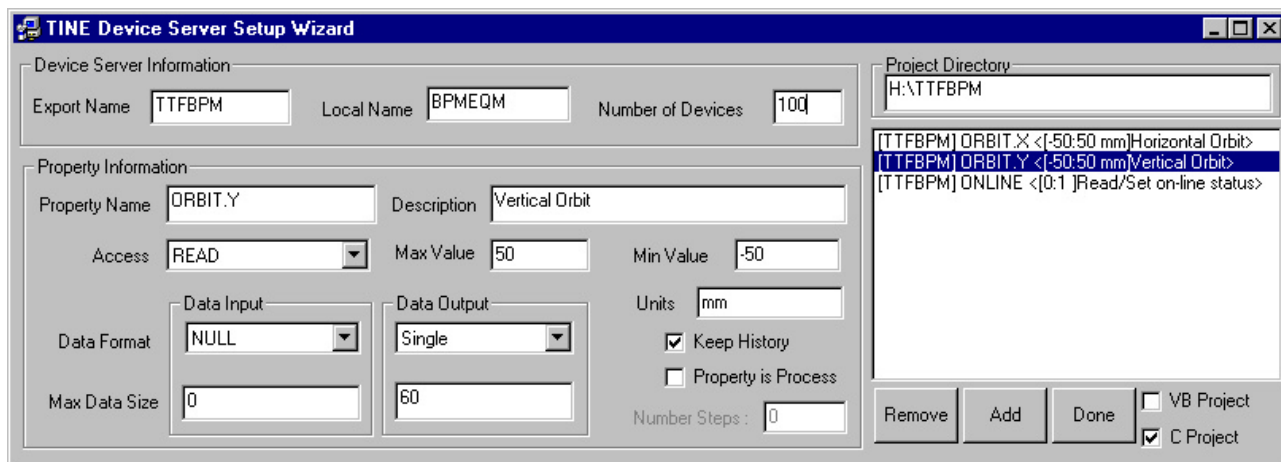 TINE Device Server Setup Wizard
Device Server Information
Export Name TTFBPM Local Name BPMEQM Number of Devices 100
Property Information
Property Name ORBIT.Y Description Vertical Orbit
Access READ Max Value 50 Min Value -50
Data Input Data Output Units mm
Data Format NULL Single Keep History
Property is Process
Max Data Size 0 60
Number Steps : 0
Project Directory
H:\TTFBPM
[TTFBPM] ORBIT.X <[-50:50 mm]Horizontal Orbit>
[TTFBPM] ORBIT.Y <[-50:50 mm]Vertical Orbit>
[TTFBPM] ONLINE <[0:1 ]Read/Set on-line status>
Remove Add Done VB Project
C Project